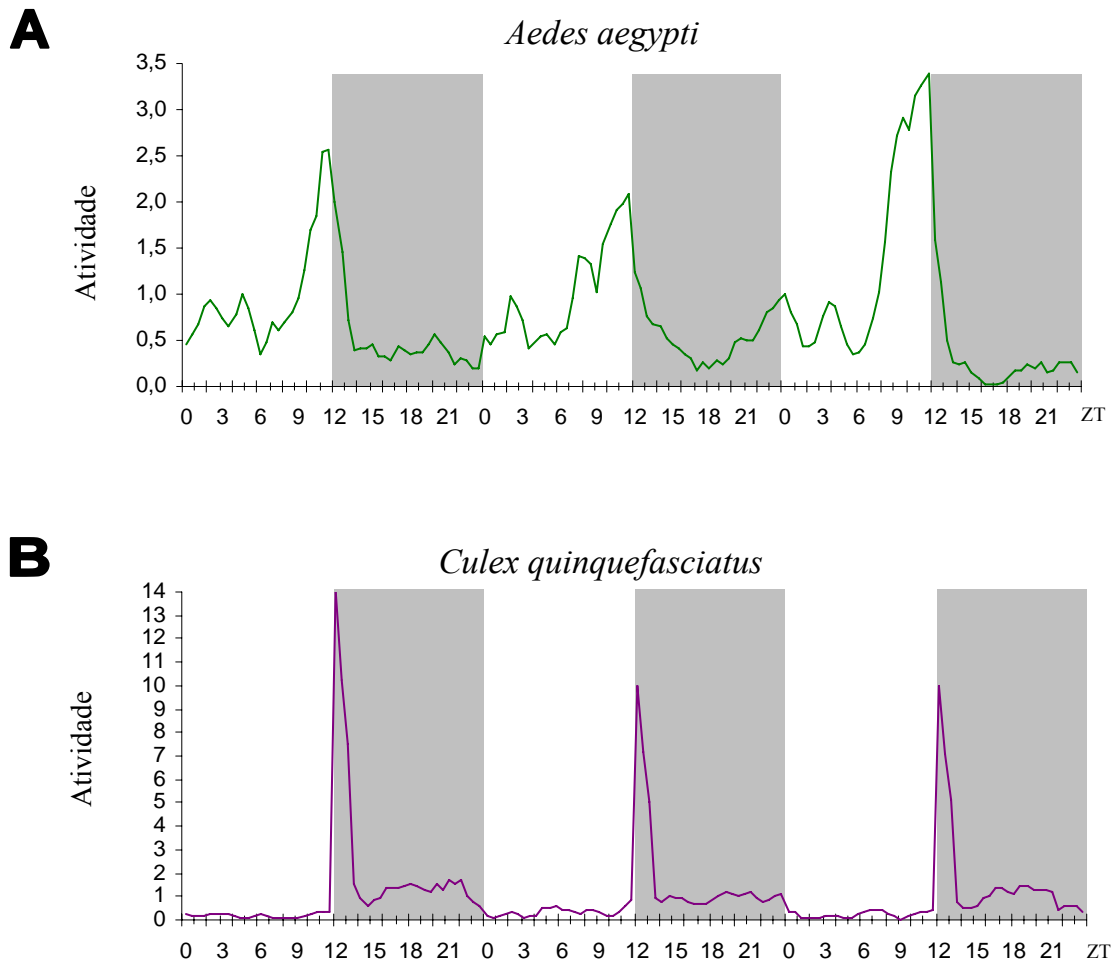 A
Aedes aegypti
3,5
3,0
2,5
2,0
1,5
1,0
0,5
0,0
Atividade
0 3 6 9 12 15 18 21 0 3 6 9 12 15 18 21 0 3 6 9 12 15 18 21 ZT
B
Culex quinquefasciatus
14
13
12
11
10
9
8
7
6
5
4
3
2
1
0
Atividade
0 3 6 9 12 15 18 21 0 3 6 9 12 15 18 21 0 3 6 9 12 15 18 21 ZT